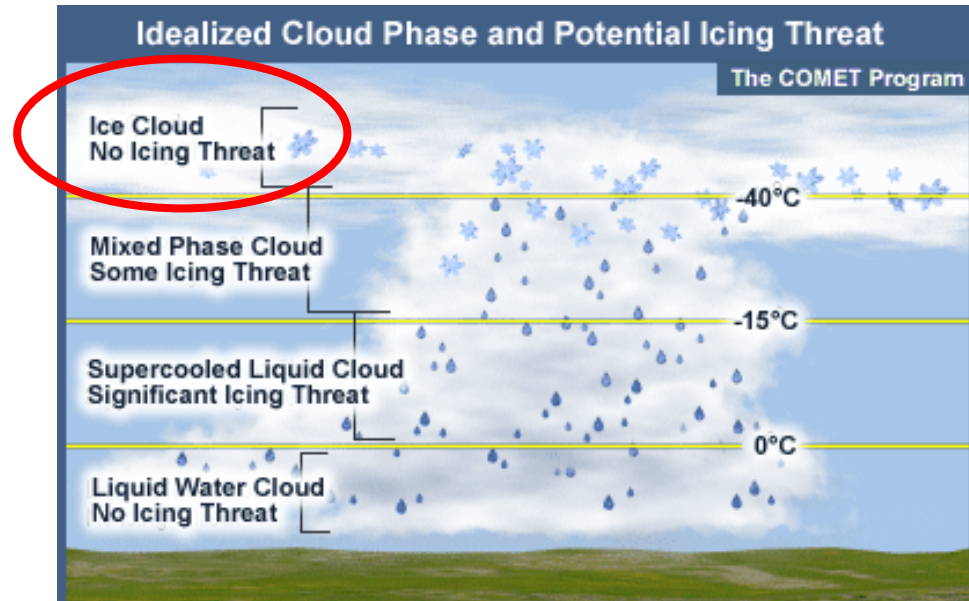 Idealized Cloud Phase and Potential Icing Threat
The COMET Program
Ice Cloud
No Icing Threat
-40°C
Mixed Phase Cloud
Some Icing Threat
-15°C
Supercooled Liquid Cloud
Significant Icing Threat
0°C
Liquid Water Cloud
No Icing Threat